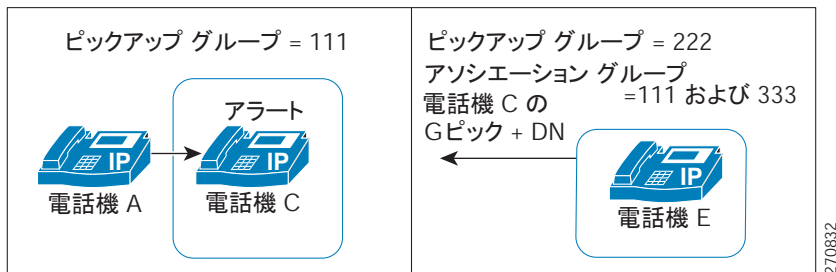 ピックアップ グループ = 111
アラート
IP
IP
電話機 A
電話機 C
ピックアップ グループ = 222
アソシエーション グループ
=111 および 333
電話機 C の
Gピック + DN
IP
電話機 E
270832